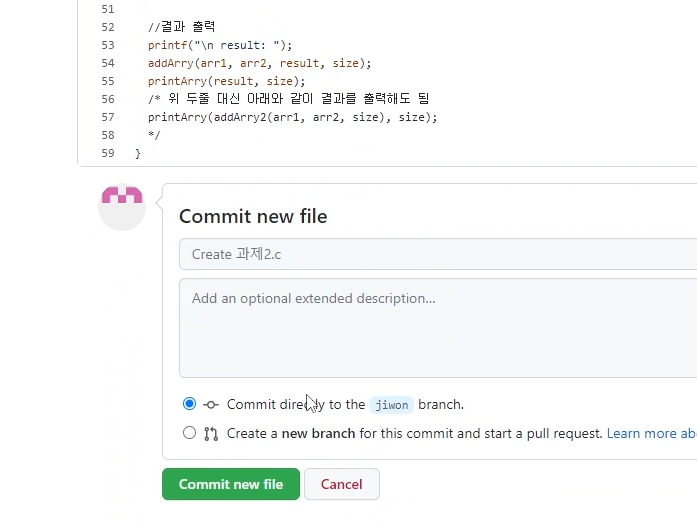 51
52 //결과 출력
53 printf("\n result: ");
54 addArry(arr1, arr2, result, size);
55 printArry(result, size);
56 /* 위 두줄 대신 아래와 같이 결과를 출력해도 됨
57 printArry(addArry2(arr1, arr2, size), size);
58 */
59 }
Commit new file
Create 과제2.c
Add an optional extended description...
Commit directly to the jiwon branch.
Create a new branch for this commit and start a pull request. Learn more ab
Commit new file Cancel